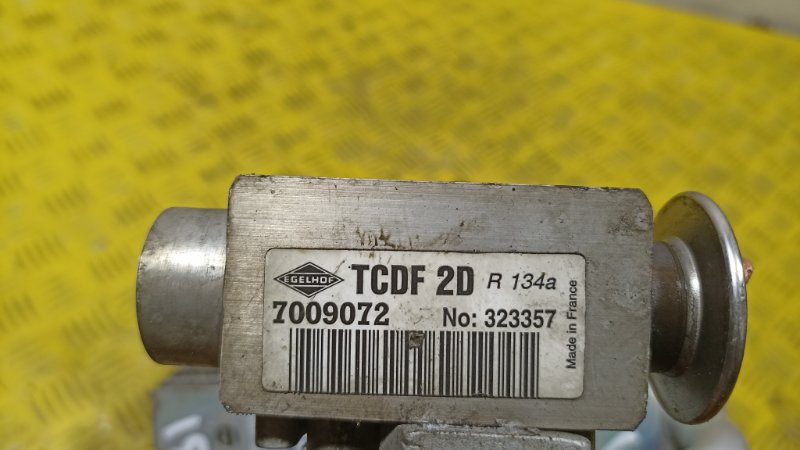 EGELHOF TCDF 2D R 134a
7009072 No: 323357
Made in France